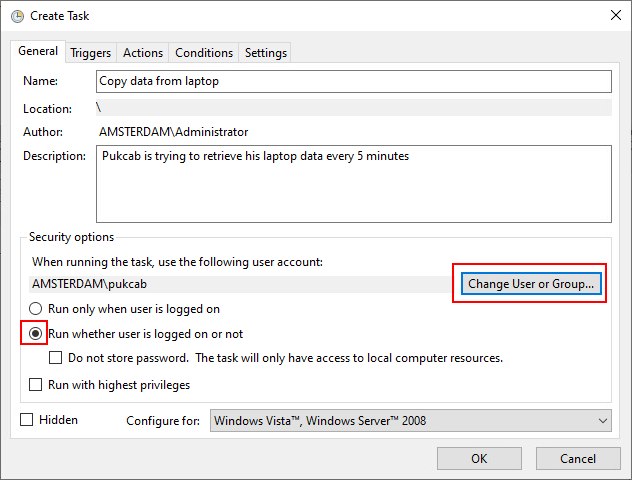 Create Task
General Triggers Actions Conditions Settings
Name: Copy data from laptop
Location: \
Author: AMSTERDAM\Administrator
Description: Pukcab is trying to retrieve his laptop data every 5 minutes
Security options
When running the task, use the following user account:
AMSTERDAM\pukcab Change User or Group...
Run only when user is logged on
Run whether user is logged on or not
Do not store password. The task will only have access to local computer resources.
Run with highest privileges
Hidden Configure for: Windows Vista™, Windows Server™ 2008
OK Cancel